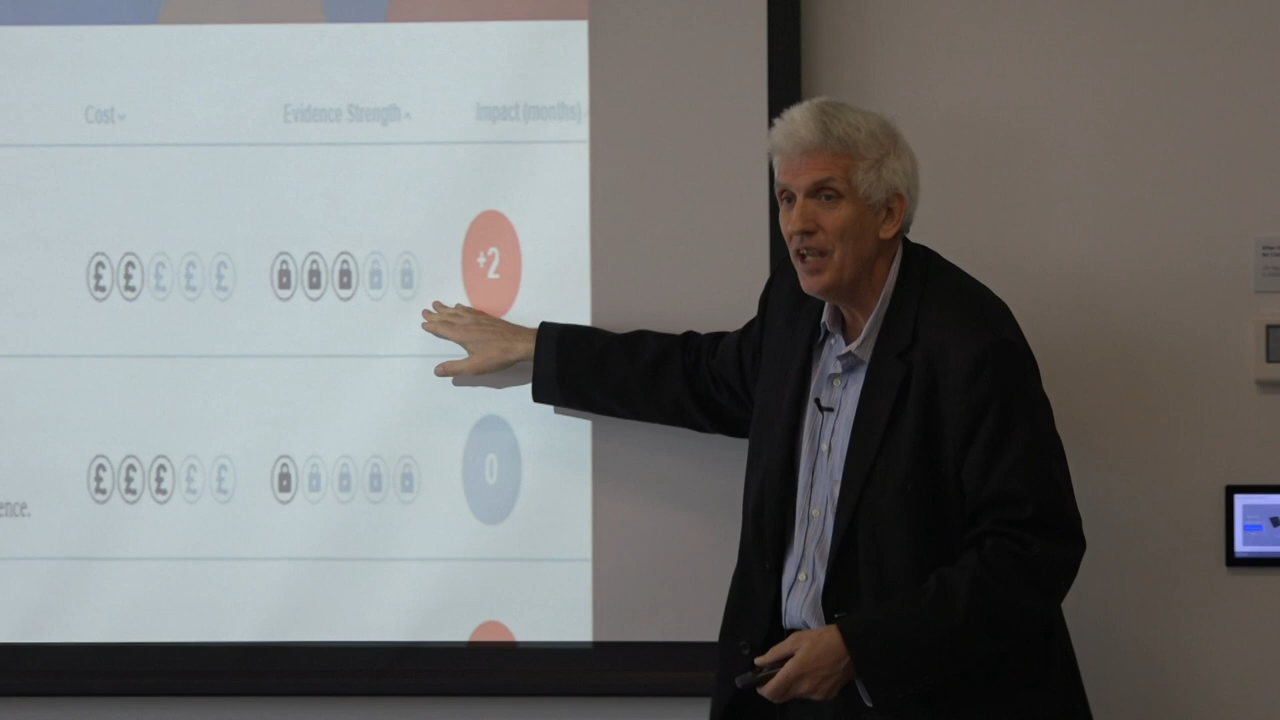 Cost
Evidence Strength
Impact (months)
£ £ £ £ £
+2
£ £ £ £ £
0
ence.